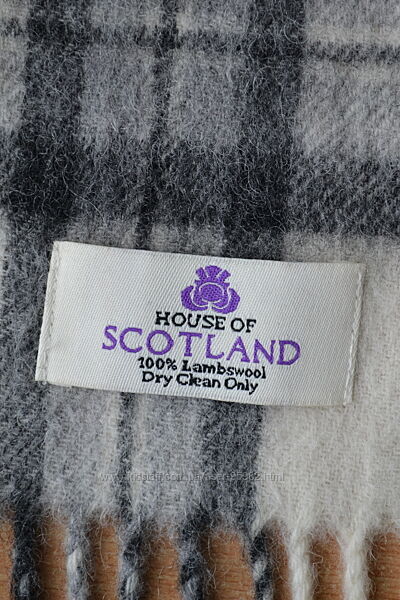 HOUSE OF
SCOTLAND
100% Lambswool
Dry Clean Only